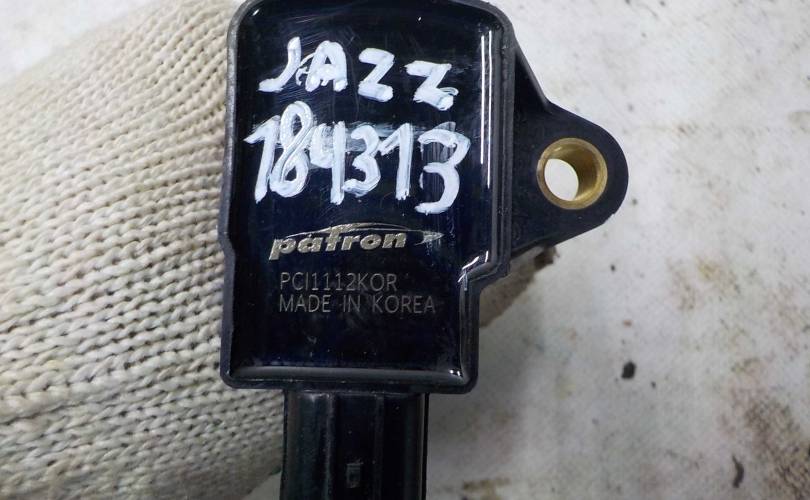 JAZZ
184313
patron
PCI1112KOR
MADE IN KOREA